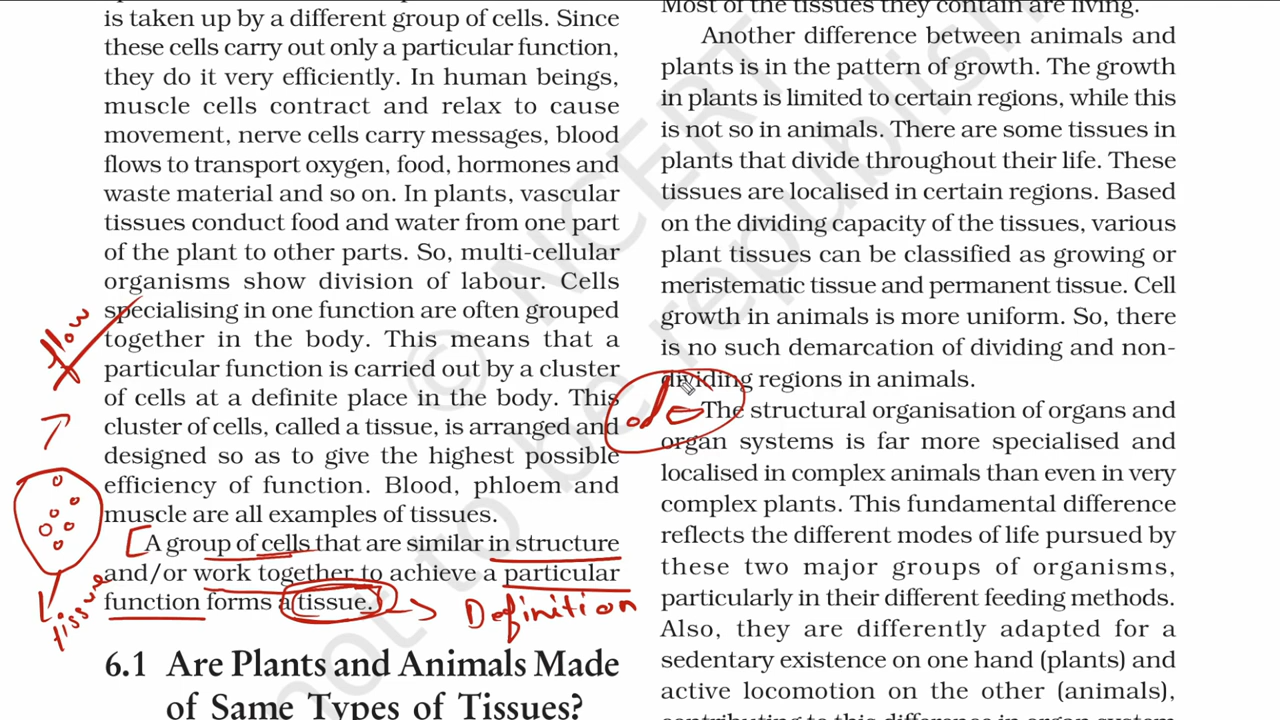 is taken up by a different group of cells. Since
these cells carry out only a particular function,
they do it very efficiently. In human beings,
muscle cells contract and relax to cause
movement, nerve cells carry messages, blood
flows to transport oxygen, food, hormones and
waste material and so on. In plants, vascular
tissues conduct food and water from one part
of the plant to other parts. So, multi-cellular
organisms show division of labour. Cells
specialising in one function are often grouped
together in the body. This means that a
particular function is carried out by a cluster
of cells at a definite place in the body. This
cluster of cells, called a tissue, is arranged and
designed so as to give the highest possible
efficiency of function. Blood, phloem and
muscle are all examples of tissues.
A group of cells that are similar in structure
and/or work together to achieve a particular
function forms a tissue.
Definition
flow
tissue
6.1 Are Plants and Animals Made
of Same Types of Tissues?
Most of the tissues they contain are living.
Another difference between animals and
plants is in the pattern of growth. The growth
in plants is limited to certain regions, while this
is not so in animals. There are some tissues in
plants that divide throughout their life. These
tissues are localised in certain regions. Based
on the dividing capacity of the tissues, various
plant tissues can be classified as growing or
meristematic tissue and permanent tissue. Cell
growth in animals is more uniform. So, there
is no such demarcation of dividing and non-
dividing regions in animals.
The structural organisation of organs and
organ systems is far more specialised and
localised in complex animals than even in very
complex plants. This fundamental difference
reflects the different modes of life pursued by
these two major groups of organisms,
particularly in their different feeding methods.
Also, they are differently adapted for a
sedentary existence on one hand (plants) and
active locomotion on the other (animals),
contributing to this difference in organ system
© NCERT
not to be republish